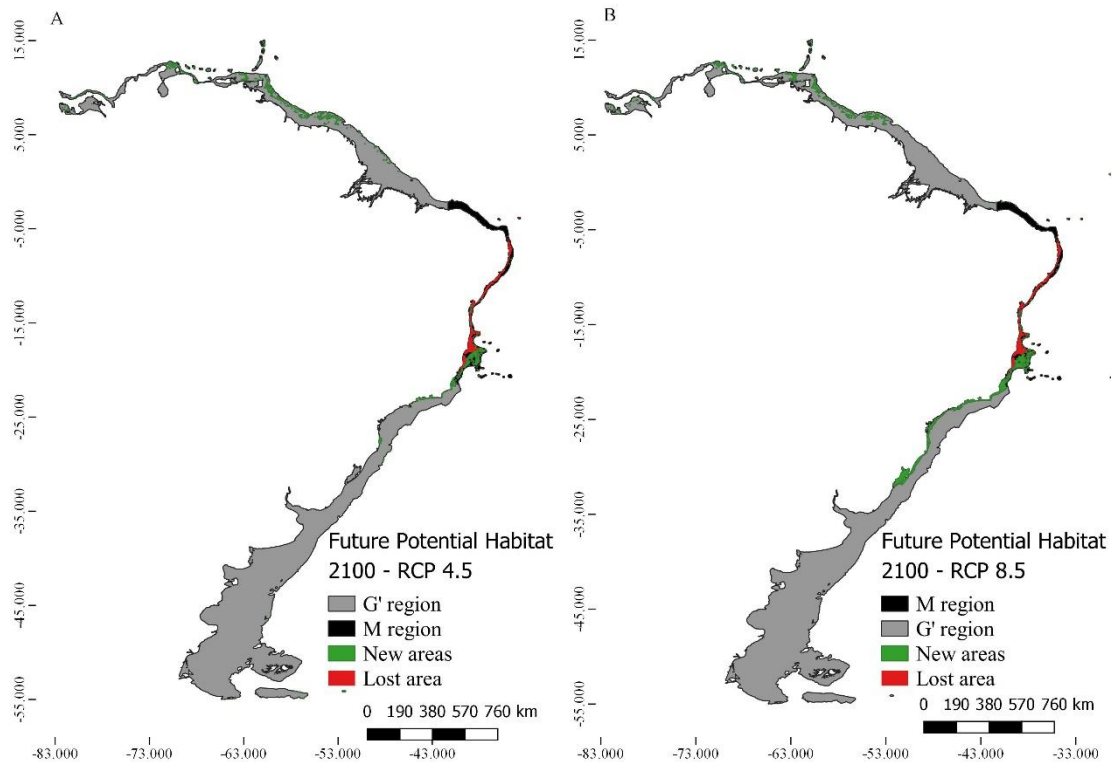 A
15.000
5.000
-5.000
-15.000
-25.000
-35.000
-45.000
-55.000
Future Potential Habitat
2100 - RCP 4.5
G' region
M region
New areas
Lost area
0 190 380 570 760 km
-83.000 -73.000 -63.000 -53.000 -43.000
B
15.000
5.000
-5.000
-15.000
-25.000
-35.000
-45.000
-55.000
Future Potential Habitat
2100 - RCP 8.5
M region
G' region
New areas
Lost area
0 190 380 570 760 km
-83.000 -73.000 -63.000 -53.000 -43.000 -33.000